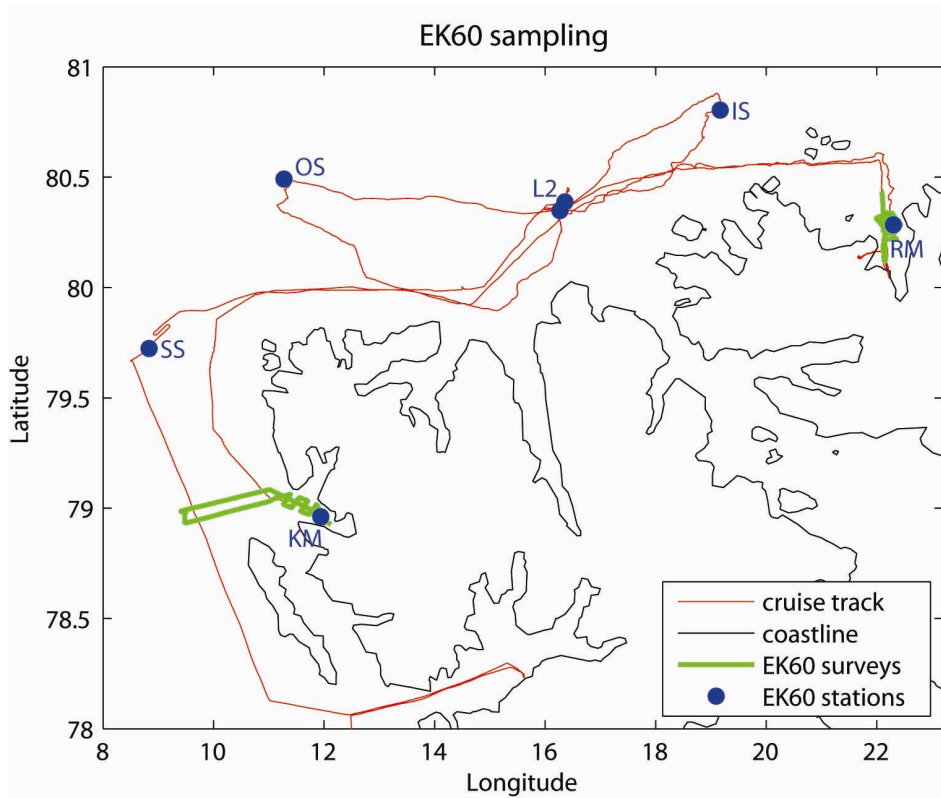 EK60 sampling
81
80.5
80
79.5
79
78.5
78
Latitude
OS
IS
L2
RM
SS
KM
cruise track
coastline
EK60 surveys
EK60 stations
8 10 12 14 16 18 20 22
Longitude